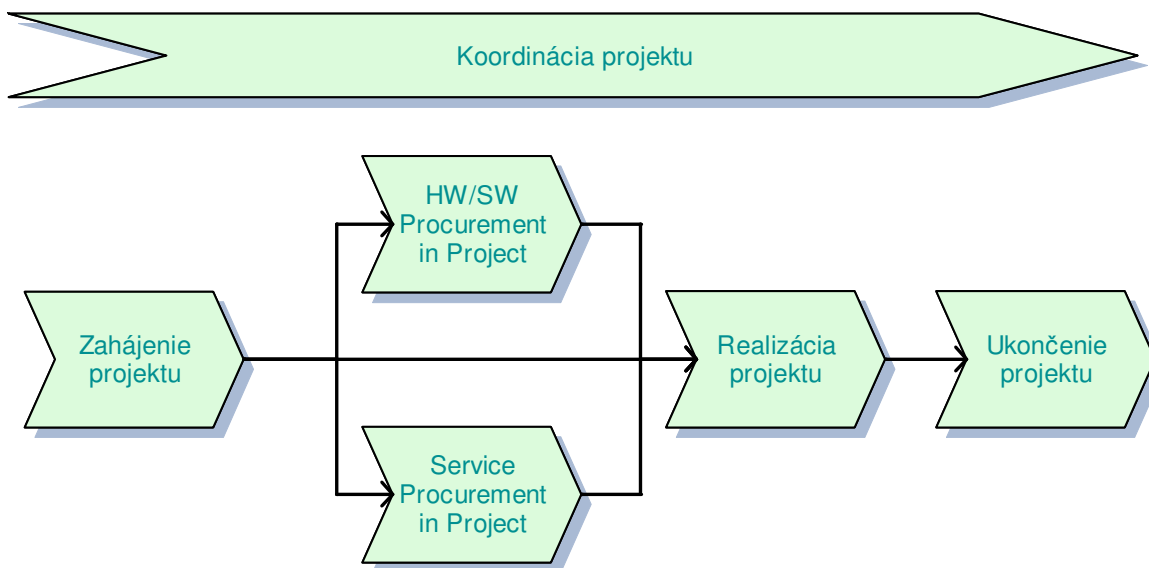 Koordinácia projektu
HW/SW
Procurement
in Project
Zahájenie
projektu
Realizácia
projektu
Ukončenie
projektu
Service
Procurement
in Project